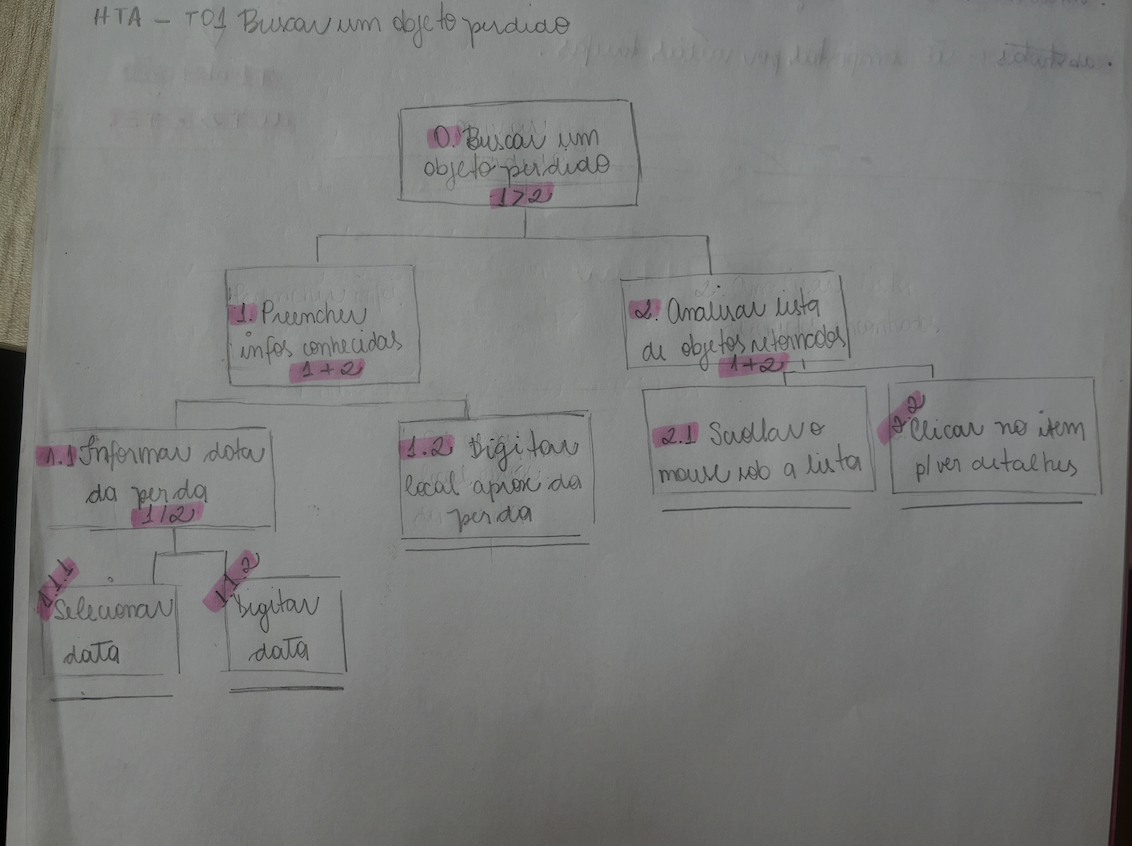 HTA - T01 Buscar um objeto perdido
0. Buscar um
objeto perdido
1>2
1. Preencher
infos conhecidas
1+2
2. Analisar lista
de objetos retornados
1+2
1.1 Informar data
da perda
1/2
1.2 Digitar
local aprox da
perda
2.1 Scrollar o
mouse sob a lista
2.2
Clicar no item
p/ver detalhes
1.1.1
Selecionar
data
1.1.2
Digitar
data